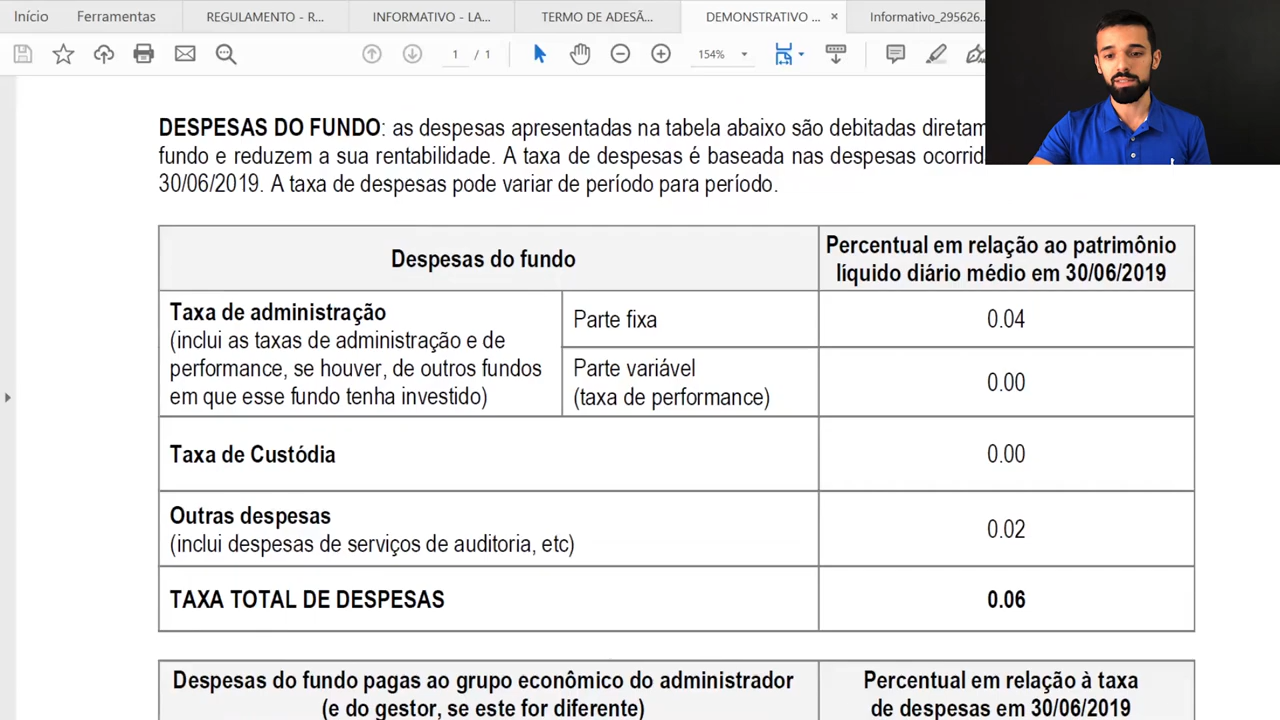 Início Ferramentas REGULAMENTO - R... INFORMATIVO - LA... TERMO DE ADESÃ... DEMONSTRATIVO ... × Informativo_295626...
1 / 1 154%
DESPESAS DO FUNDO: as despesas apresentadas na tabela abaixo são debitadas
fundo e reduzem a sua rentabilidade. A taxa de despesas é baseada nas despesas
30/06/2019. A taxa de despesas pode variar de período para período.
Despesas do fundo
Percentual em relação ao patrimônio
líquido diário médio em 30/06/2019
Taxa de administração
(inclui as taxas de administração e de
performance, se houver, de outros fundos
em que esse fundo tenha investido)
Parte fixa
0.04
Parte variável
(taxa de performance)
0.00
Taxa de Custódia
0.00
Outras despesas
(inclui despesas de serviços de auditoria, etc)
0.02
TAXA TOTAL DE DESPESAS
0.06
Despesas do fundo pagas ao grupo econômico do administrador
(e do gestor, se este for diferente)
Percentual em relação à taxa
de despesas em 30/06/2019